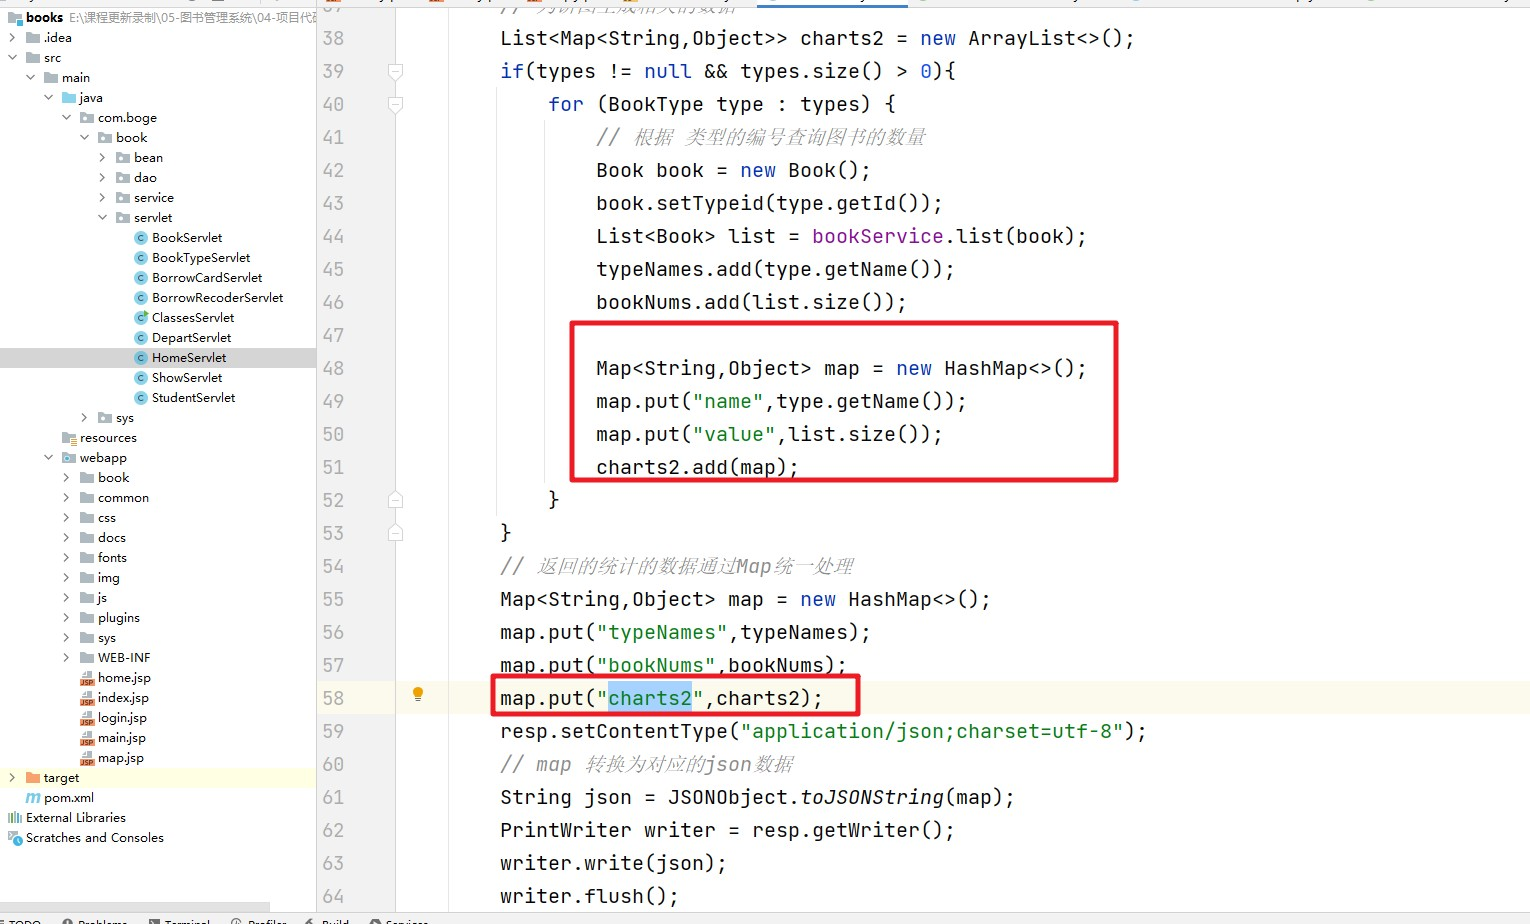 books E:\课程更新录制\05-图书管理系统\04-项目代码
.idea
src
main
java
com.boge
book
bean
dao
service
servlet
BookServlet
BookTypeServlet
BorrowCardServlet
BorrowRecoderServlet
ClassesServlet
DepartServlet
HomeServlet
ShowServlet
StudentServlet
sys
resources
webapp
book
common
css
docs
fonts
img
js
plugins
sys
WEB-INF
home.jsp
index.jsp
login.jsp
main.jsp
map.jsp
target
pom.xml
External Libraries
Scratches and Consoles
38 List<Map<String,Object>> charts2 = new ArrayList<>();
39 if(types != null && types.size() > 0){
40 for (BookType type : types) {
41 // 根据 类型的编号查询图书的数量
42 Book book = new Book();
43 book.setTypeid(type.getId());
44 List<Book> list = bookService.list(book);
45 typeNames.add(type.getName());
46 bookNums.add(list.size());
47
48 Map<String,Object> map = new HashMap<>();
49 map.put("name",type.getName());
50 map.put("value",list.size());
51 charts2.add(map);
52 }
53 }
54 // 返回的统计的数据通过Map统一处理
55 Map<String,Object> map = new HashMap<>();
56 map.put("typeNames",typeNames);
57 map.put("bookNums",bookNums);
58 map.put("charts2",charts2);
59 resp.setContentType("application/json;charset=utf-8");
60 // map 转换为对应的json数据
61 String json = JSONObject.toJSONString(map);
62 PrintWriter writer = resp.getWriter();
63 writer.write(json);
64 writer.flush();
TODO Problems Terminal Profiler Build Services